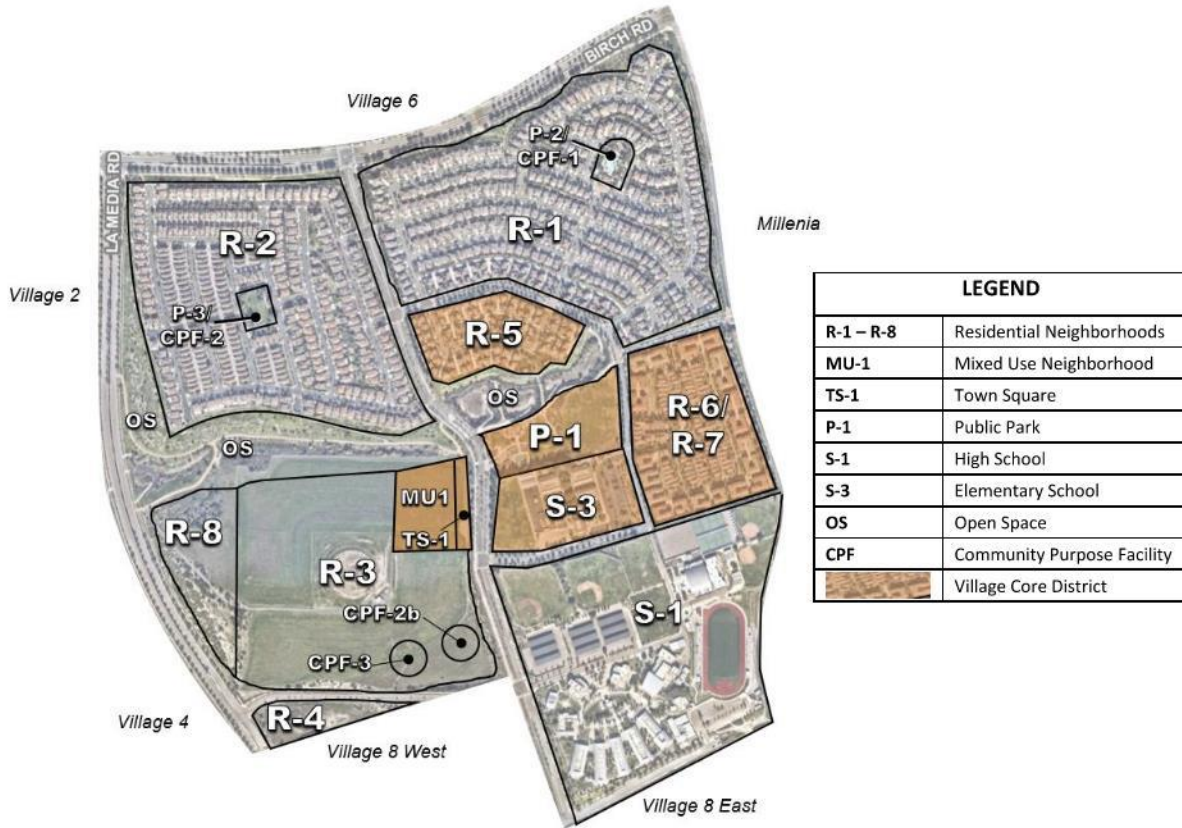 BIRCH RD
Village 6
P-2/
CPF-1
LA MEDIA RD
R-1
Millenia
R-2
Village 2
P-3/
CPF-2
R-5
OS
R-6/
R-7
OS
P-1
OS
MU1
S-3
TS-1
R-8
R-3
CPF-2b
S-1
CPF-3
Village 4
R-4
Village 8 West
Village 8 East
LEGEND
R-1 – R-8 Residential Neighborhoods
MU-1 Mixed Use Neighborhood
TS-1 Town Square
P-1 Public Park
S-1 High School
S-3 Elementary School
OS Open Space
CPF Community Purpose Facility
Village Core District